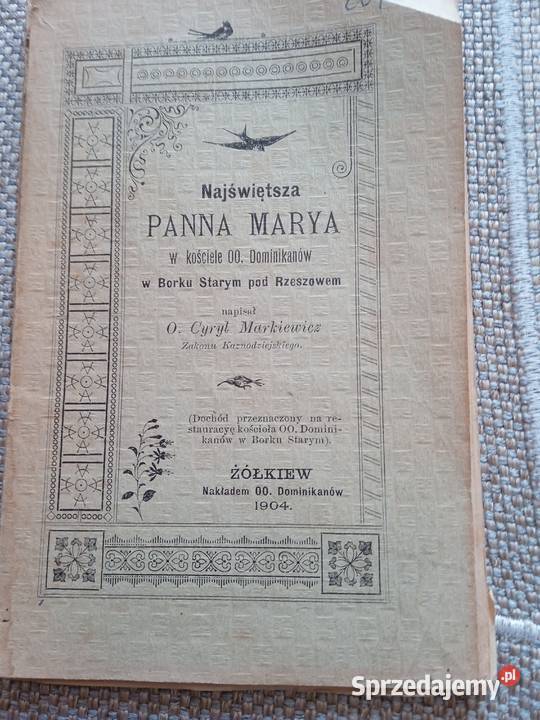 Najświętsza
PANNA MARYA
w kościele OO. Dominikanów
w Borku Starym pod Rzeszowem
napisał
O. Cyryl Markiewicz
Zakonu Kaznodziejskiego.
(Dochód przeznaczony na re-
stauracyę kościoła OO. Domini-
kanów w Borku Starym).
ŻÓŁKIEW
Nakładem OO. Dominikanów
1904.
Sprzedajemy.pl